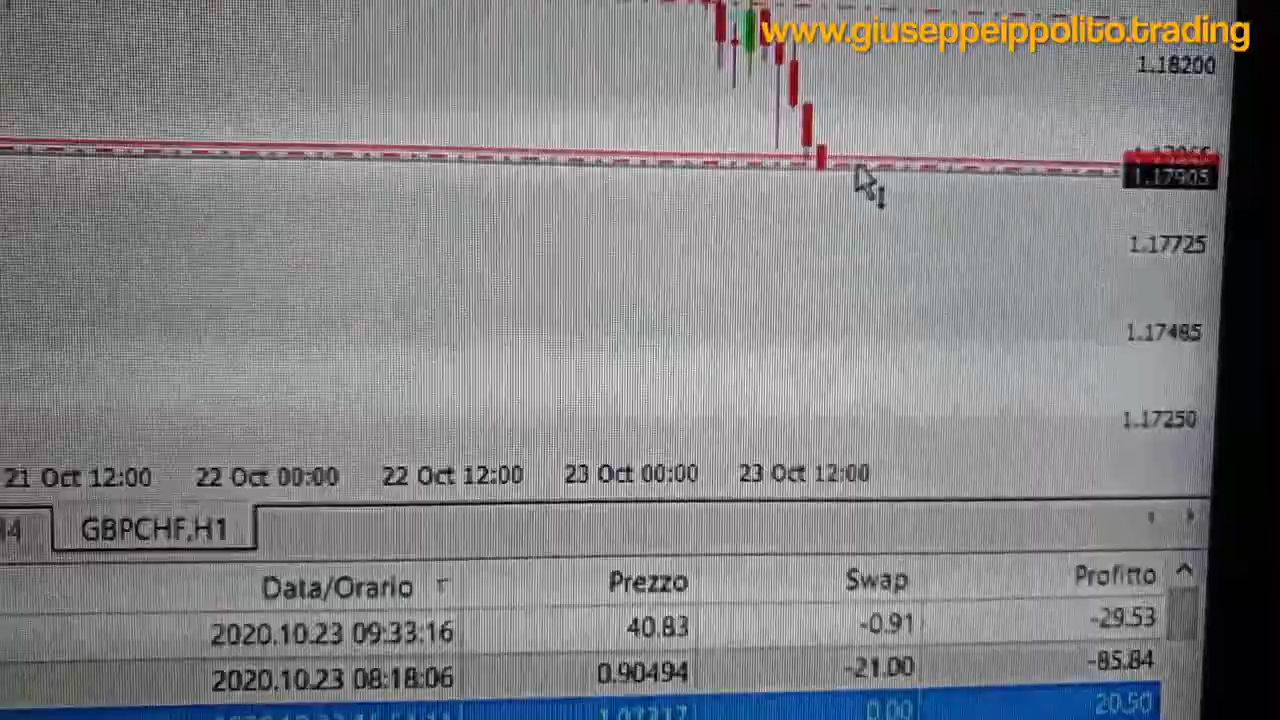 www.giuseppeippolito.trading
1.18200
1.17905
1.17725
1.17485
1.17250
21 Oct 12:00 22 Oct 00:00 22 Oct 12:00 23 Oct 00:00 23 Oct 12:00
GBPCHF,H1
Data/Orario Prezzo Swap Profitto
2020.10.23 09:33:16 40.83 -0.91 -29.53
2020.10.23 08:18:06 0.90494 -21.00 -85.84
0.00 20.50